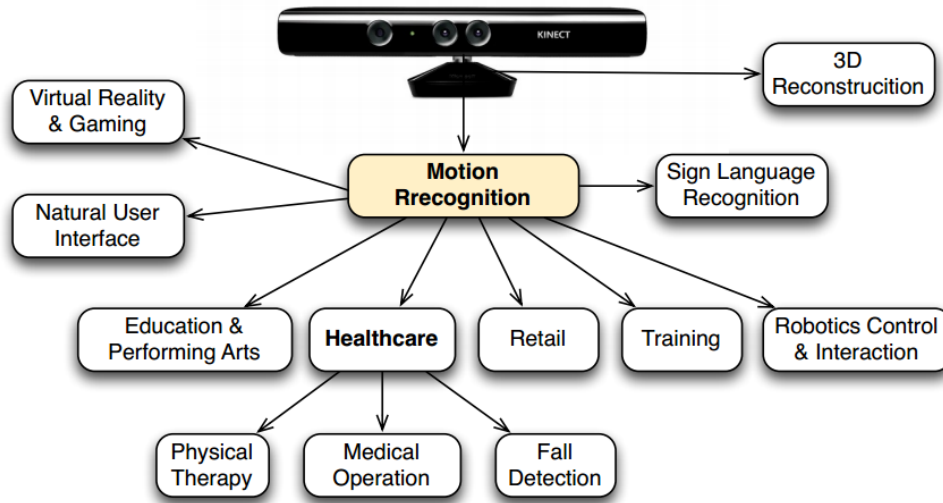 KINECT
3D
Reconstrucition
Virtual Reality
& Gaming
Motion
Rrecognition
Sign Language
Recognition
Natural User
Interface
Education &
Performing Arts
Healthcare
Retail
Training
Robotics Control
& Interaction
Physical
Therapy
Medical
Operation
Fall
Detection